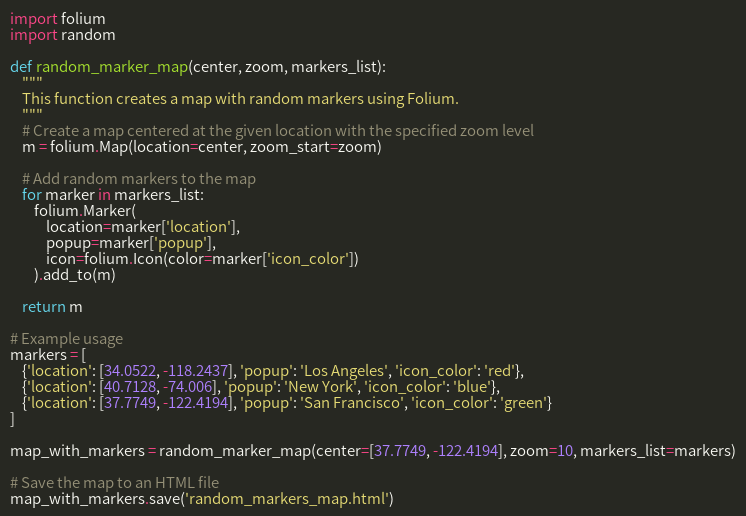 import folium
import random

def random_marker_map(center, zoom, markers_list):
    """
    This function creates a map with random markers using Folium.
    """
    # Create a map centered at the given location with the specified zoom level
    m = folium.Map(location=center, zoom_start=zoom)

    # Add random markers to the map
    for marker in markers_list:
        folium.Marker(
            location=marker['location'],
            popup=marker['popup'],
            icon=folium.Icon(color=marker['icon_color'])
        ).add_to(m)

    return m

# Example usage
markers = [
    {'location': [34.0522, -118.2437], 'popup': 'Los Angeles', 'icon_color': 'red'},
    {'location': [40.7128, -74.006], 'popup': 'New York', 'icon_color': 'blue'},
    {'location': [37.7749, -122.4194], 'popup': 'San Francisco', 'icon_color': 'green'}
]

map_with_markers = random_marker_map(center=[37.7749, -122.4194], zoom=10, markers_list=markers)

# Save the map to an HTML file
map_with_markers.save('random_markers_map.html')